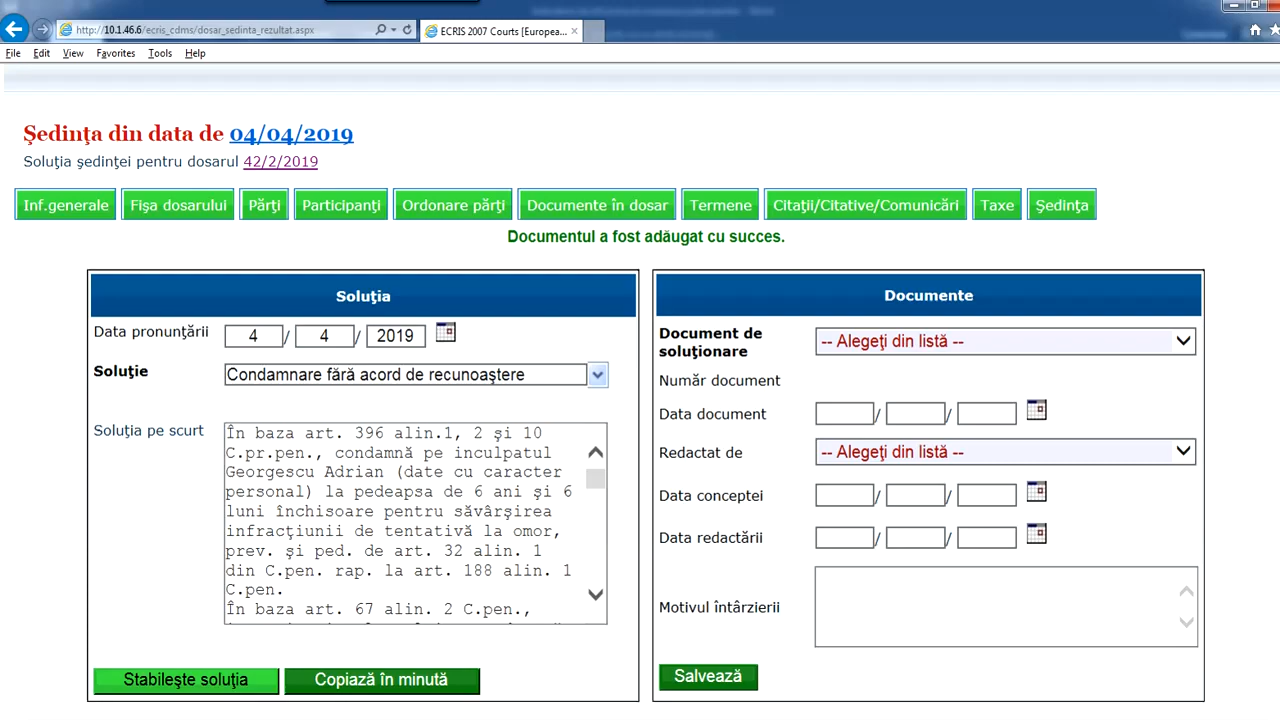 http://10.1.46.6/ecris_cdms/dosar_sedinta_rezultat.aspx
ECRIS 2007 Courts [Europea...
File Edit View Favorites Tools Help
Şedinţa din data de 04/04/2019
Soluţia şedinţei pentru dosarul 42/2/2019
Inf.generale Fişa dosarului Părţi Participanţi Ordonare părţi Documente în dosar Termene Citaţii/Citative/Comunicări Taxe Şedinţa
Documentul a fost adăugat cu succes.
Soluţia
Data pronunţării 4 / 4 / 2019
Soluţie Condamnare fără acord de recunoaştere
Soluţia pe scurt
În baza art. 396 alin.1, 2 şi 10
C.pr.pen., condamnă pe inculpatul
Georgescu Adrian (date cu caracter
personal) la pedeapsa de 6 ani şi 6
luni închisoare pentru săvârşirea
infracţiunii de tentativă la omor,
prev. şi ped. de art. 32 alin. 1
din C.pen. rap. la art. 188 alin. 1
C.pen.
În baza art. 67 alin. 2 C.pen.,
Stabileşte soluţia Copiază în minută
Documente
Document de
soluţionare
-- Alegeţi din listă --
Număr document
Data document / /
Redactat de -- Alegeţi din listă --
Data conceptei / /
Data redactării / /
Motivul întârzierii
Salvează